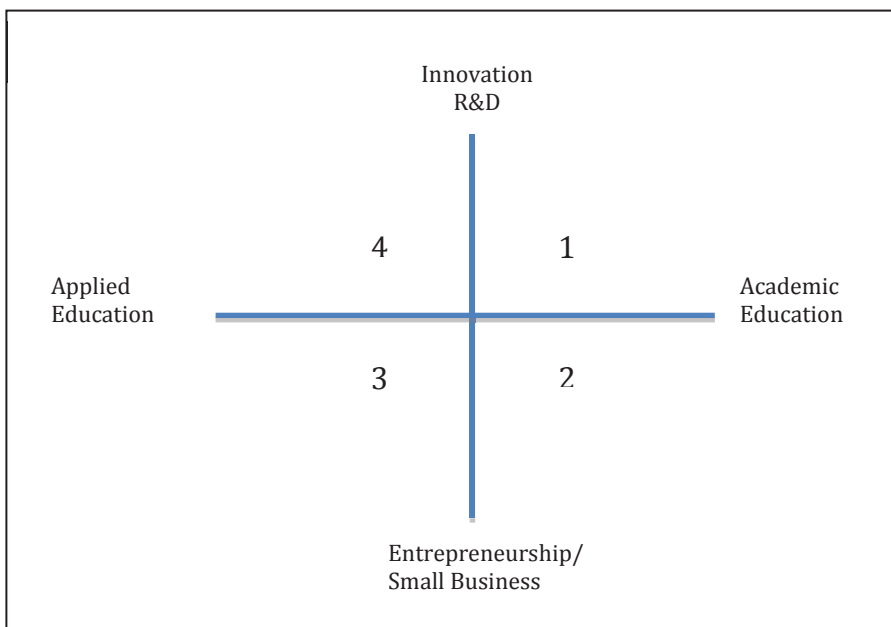 Innovation
R&D
4
1
Applied
Education
Academic
Education
3
2
Entrepreneurship/
Small Business